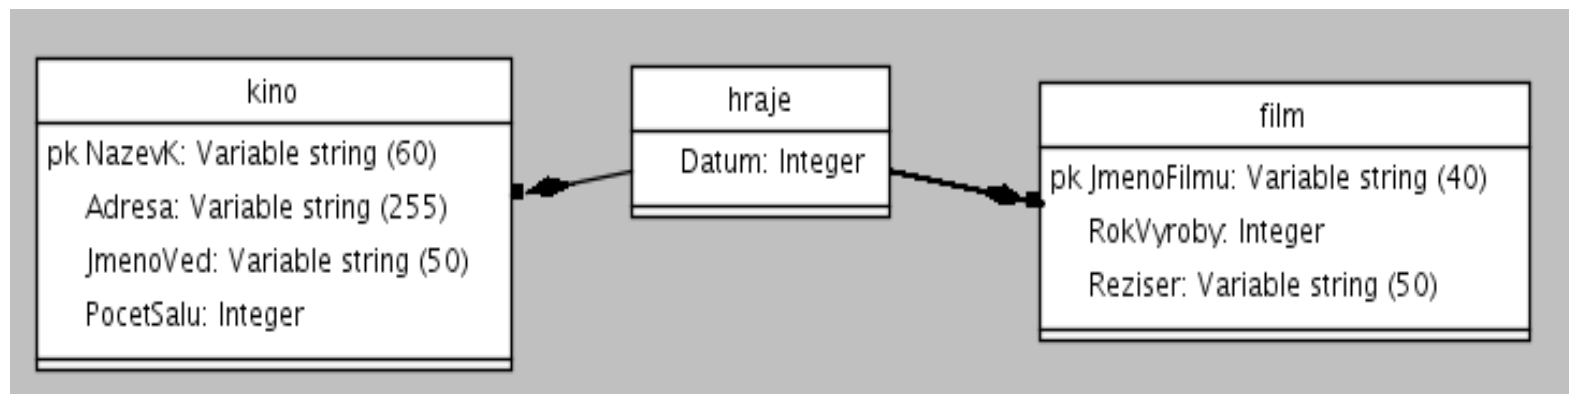 kino
pk NazevK: Variable string (60)
Adresa: Variable string (255)
JmenoVed: Variable string (50)
PocetSalu: Integer
hraje
Datum: Integer
film
pk JmenoFilmu: Variable string (40)
RokVyroby: Integer
Reziser: Variable string (50)